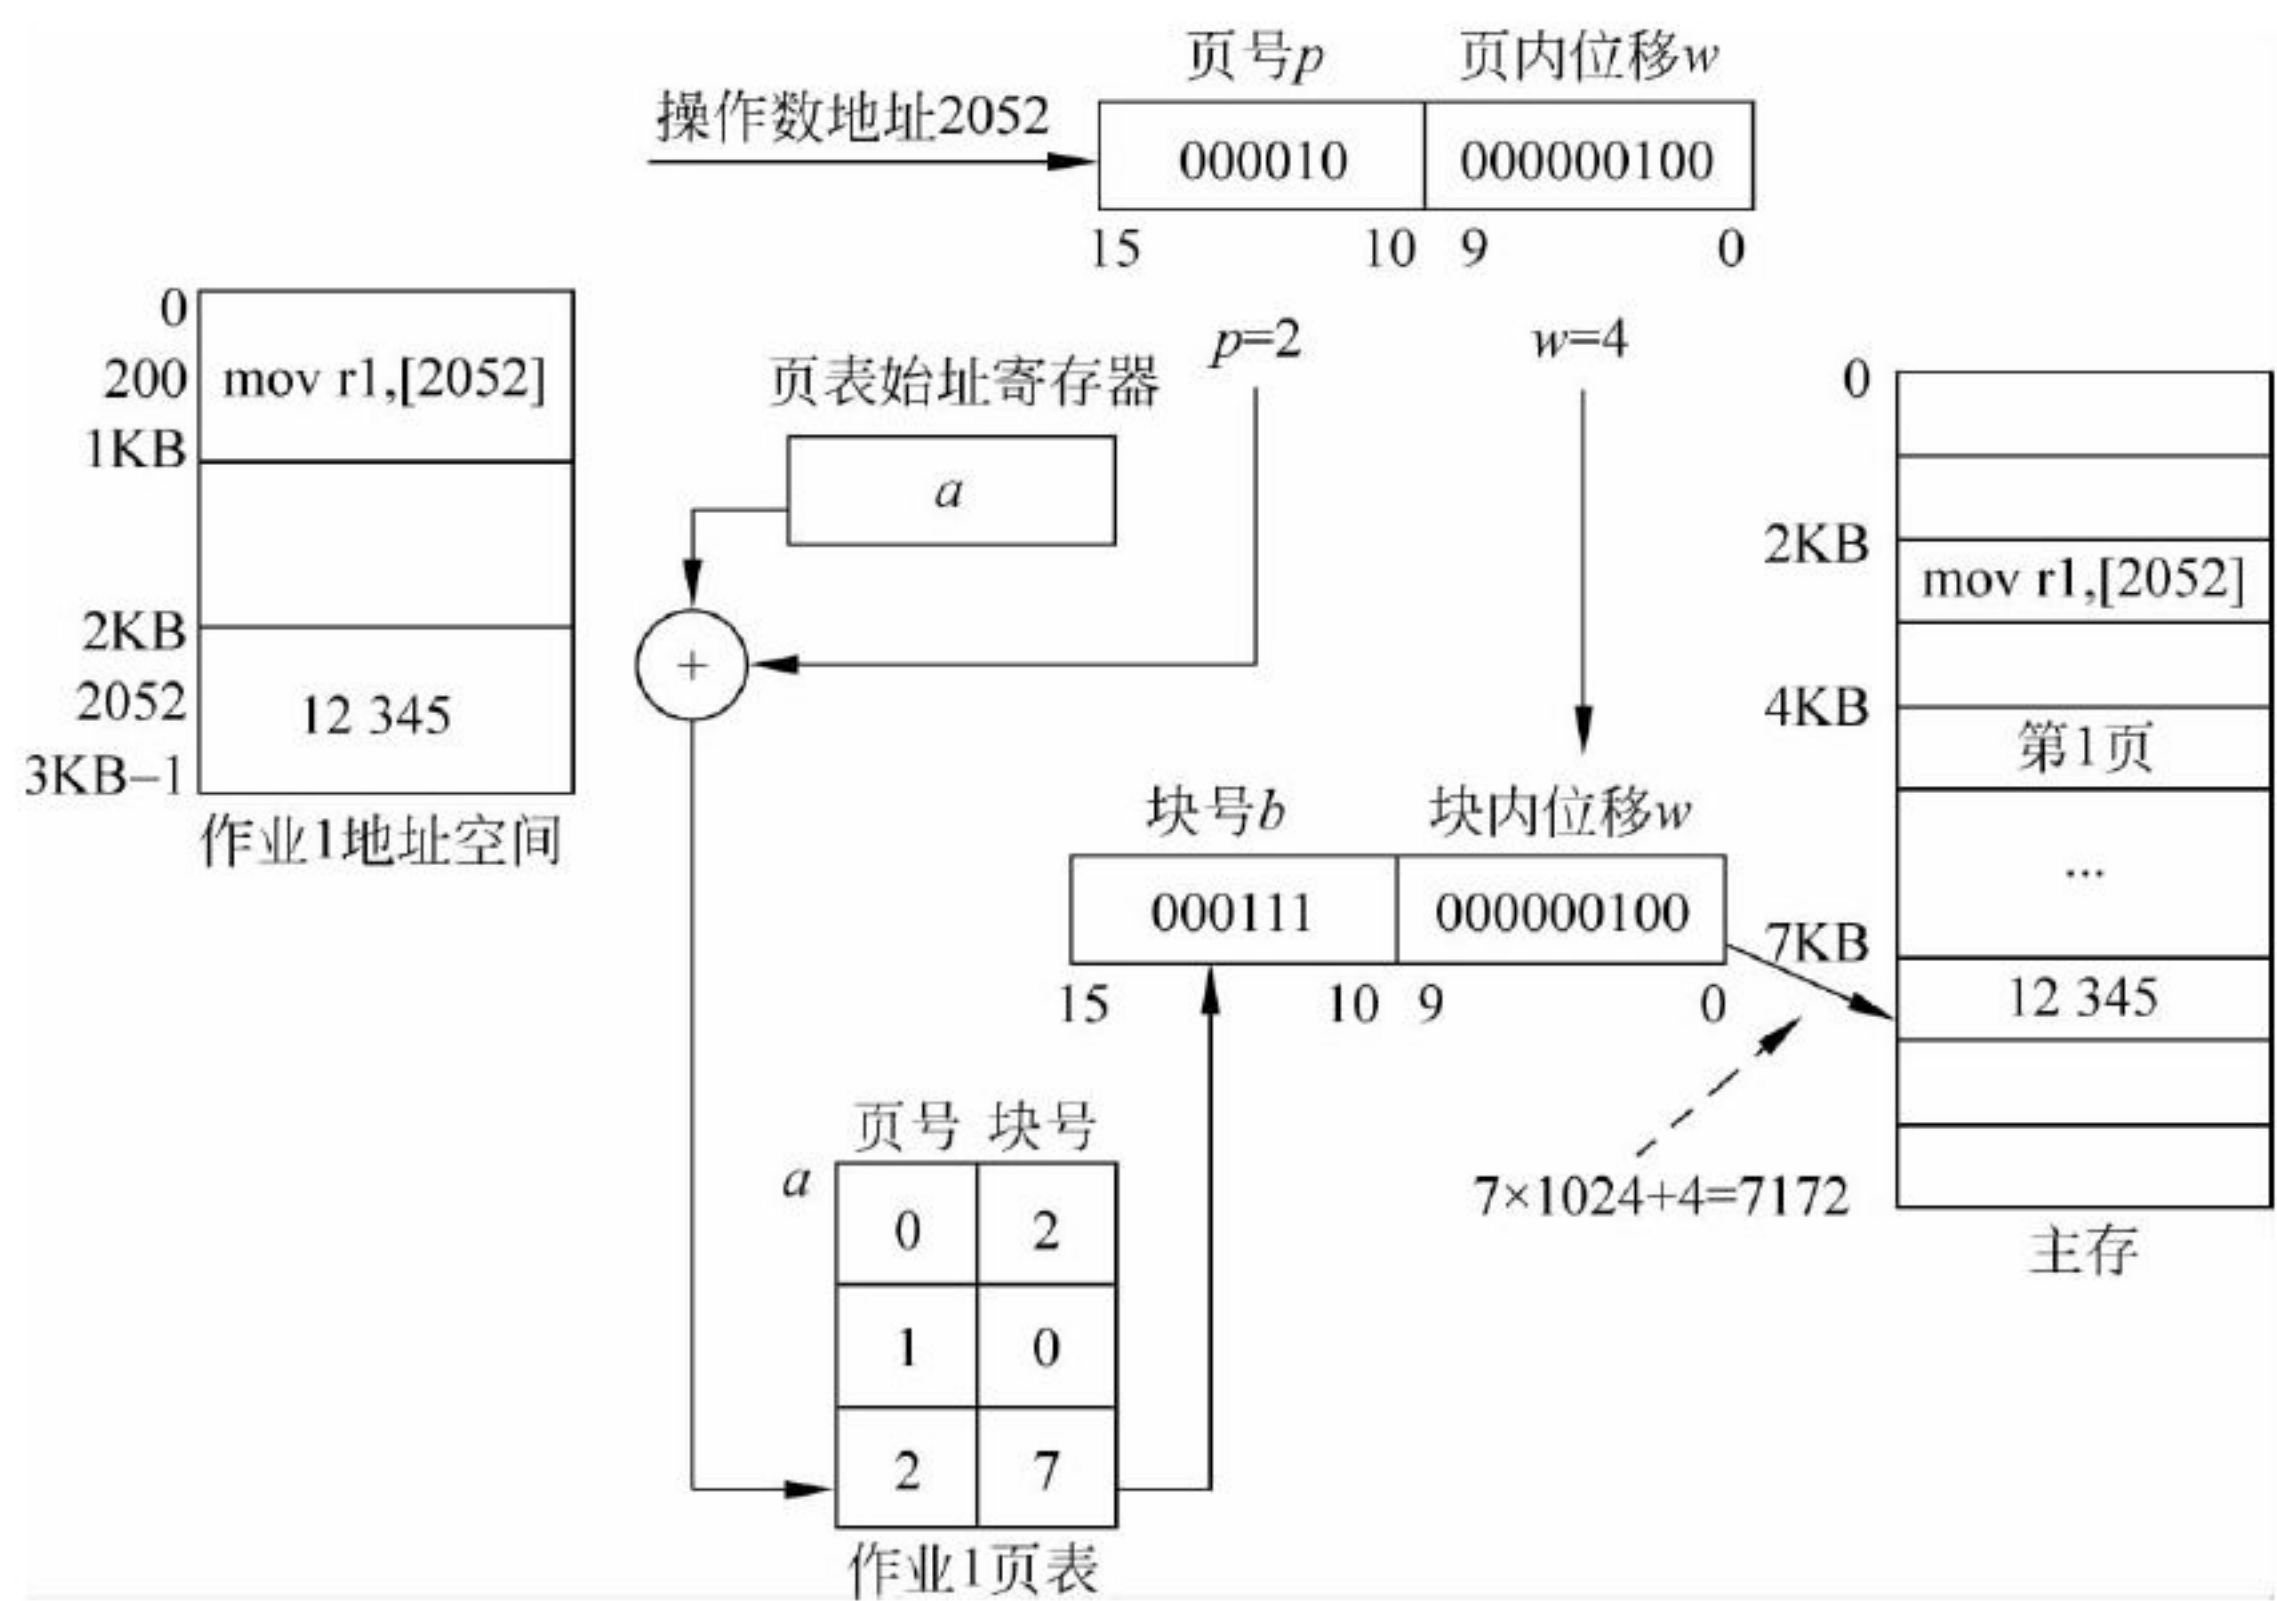 页号p 页内位移w
操作数地址2052
000010 000000100
15 10 9 0
p=2 w=4
0
200 mov r1,[2052]
1KB
2KB
2052 12 345
3KB–1
作业1地址空间
页表始址寄存器
a
+
块号b 块内位移w
000111 000000100
15 10 9 0
7×1024+4=7172
页号 块号
a
0 2
1 0
2 7
作业1页表
0
2KB
mov r1,[2052]
4KB
第1页
...
7KB
12 345
主存